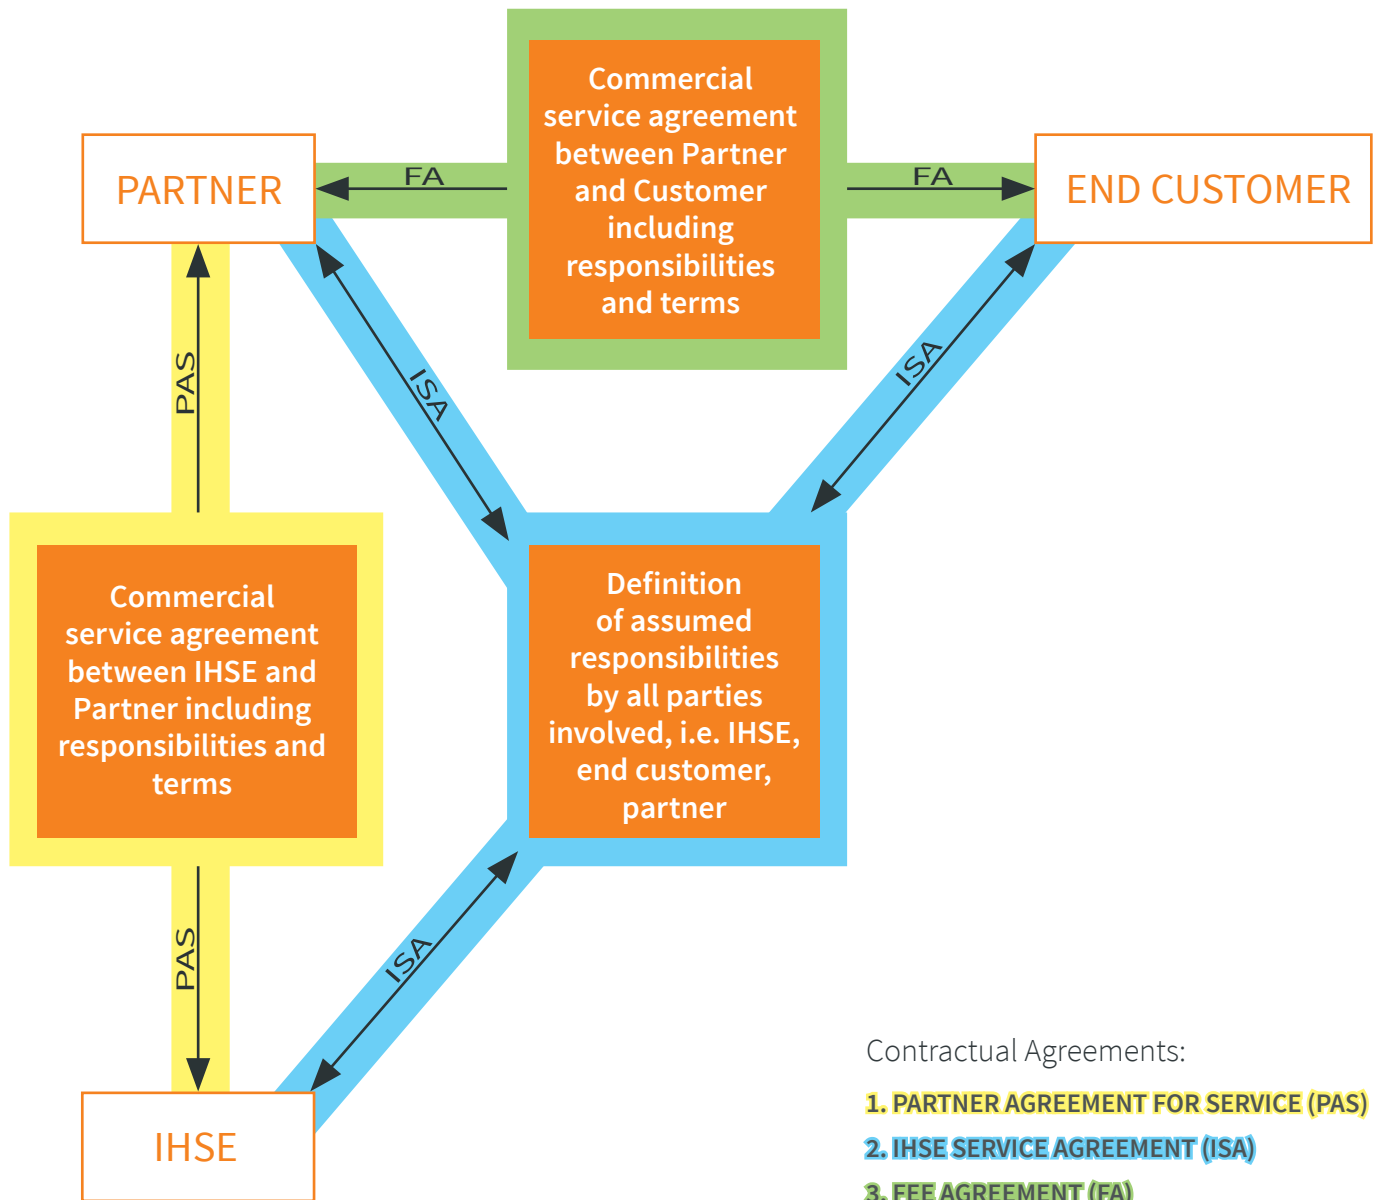 Commercial
service agreement
between Partner
and Customer
including
responsibilities
and terms
PARTNER
FA
FA
END CUSTOMER
PAS
ISA
ISA
Commercial
service agreement
between IHSE and
Partner including
responsibilities and
terms
Definition
of assumed
responsibilities
by all parties
involved, i.e. IHSE,
end customer,
partner
PAS
ISA
IHSE
Contractual Agreements:
1. PARTNER AGREEMENT FOR SERVICE (PAS)
2. IHSE SERVICE AGREEMENT (ISA)
3. FEE AGREEMENT (FA)